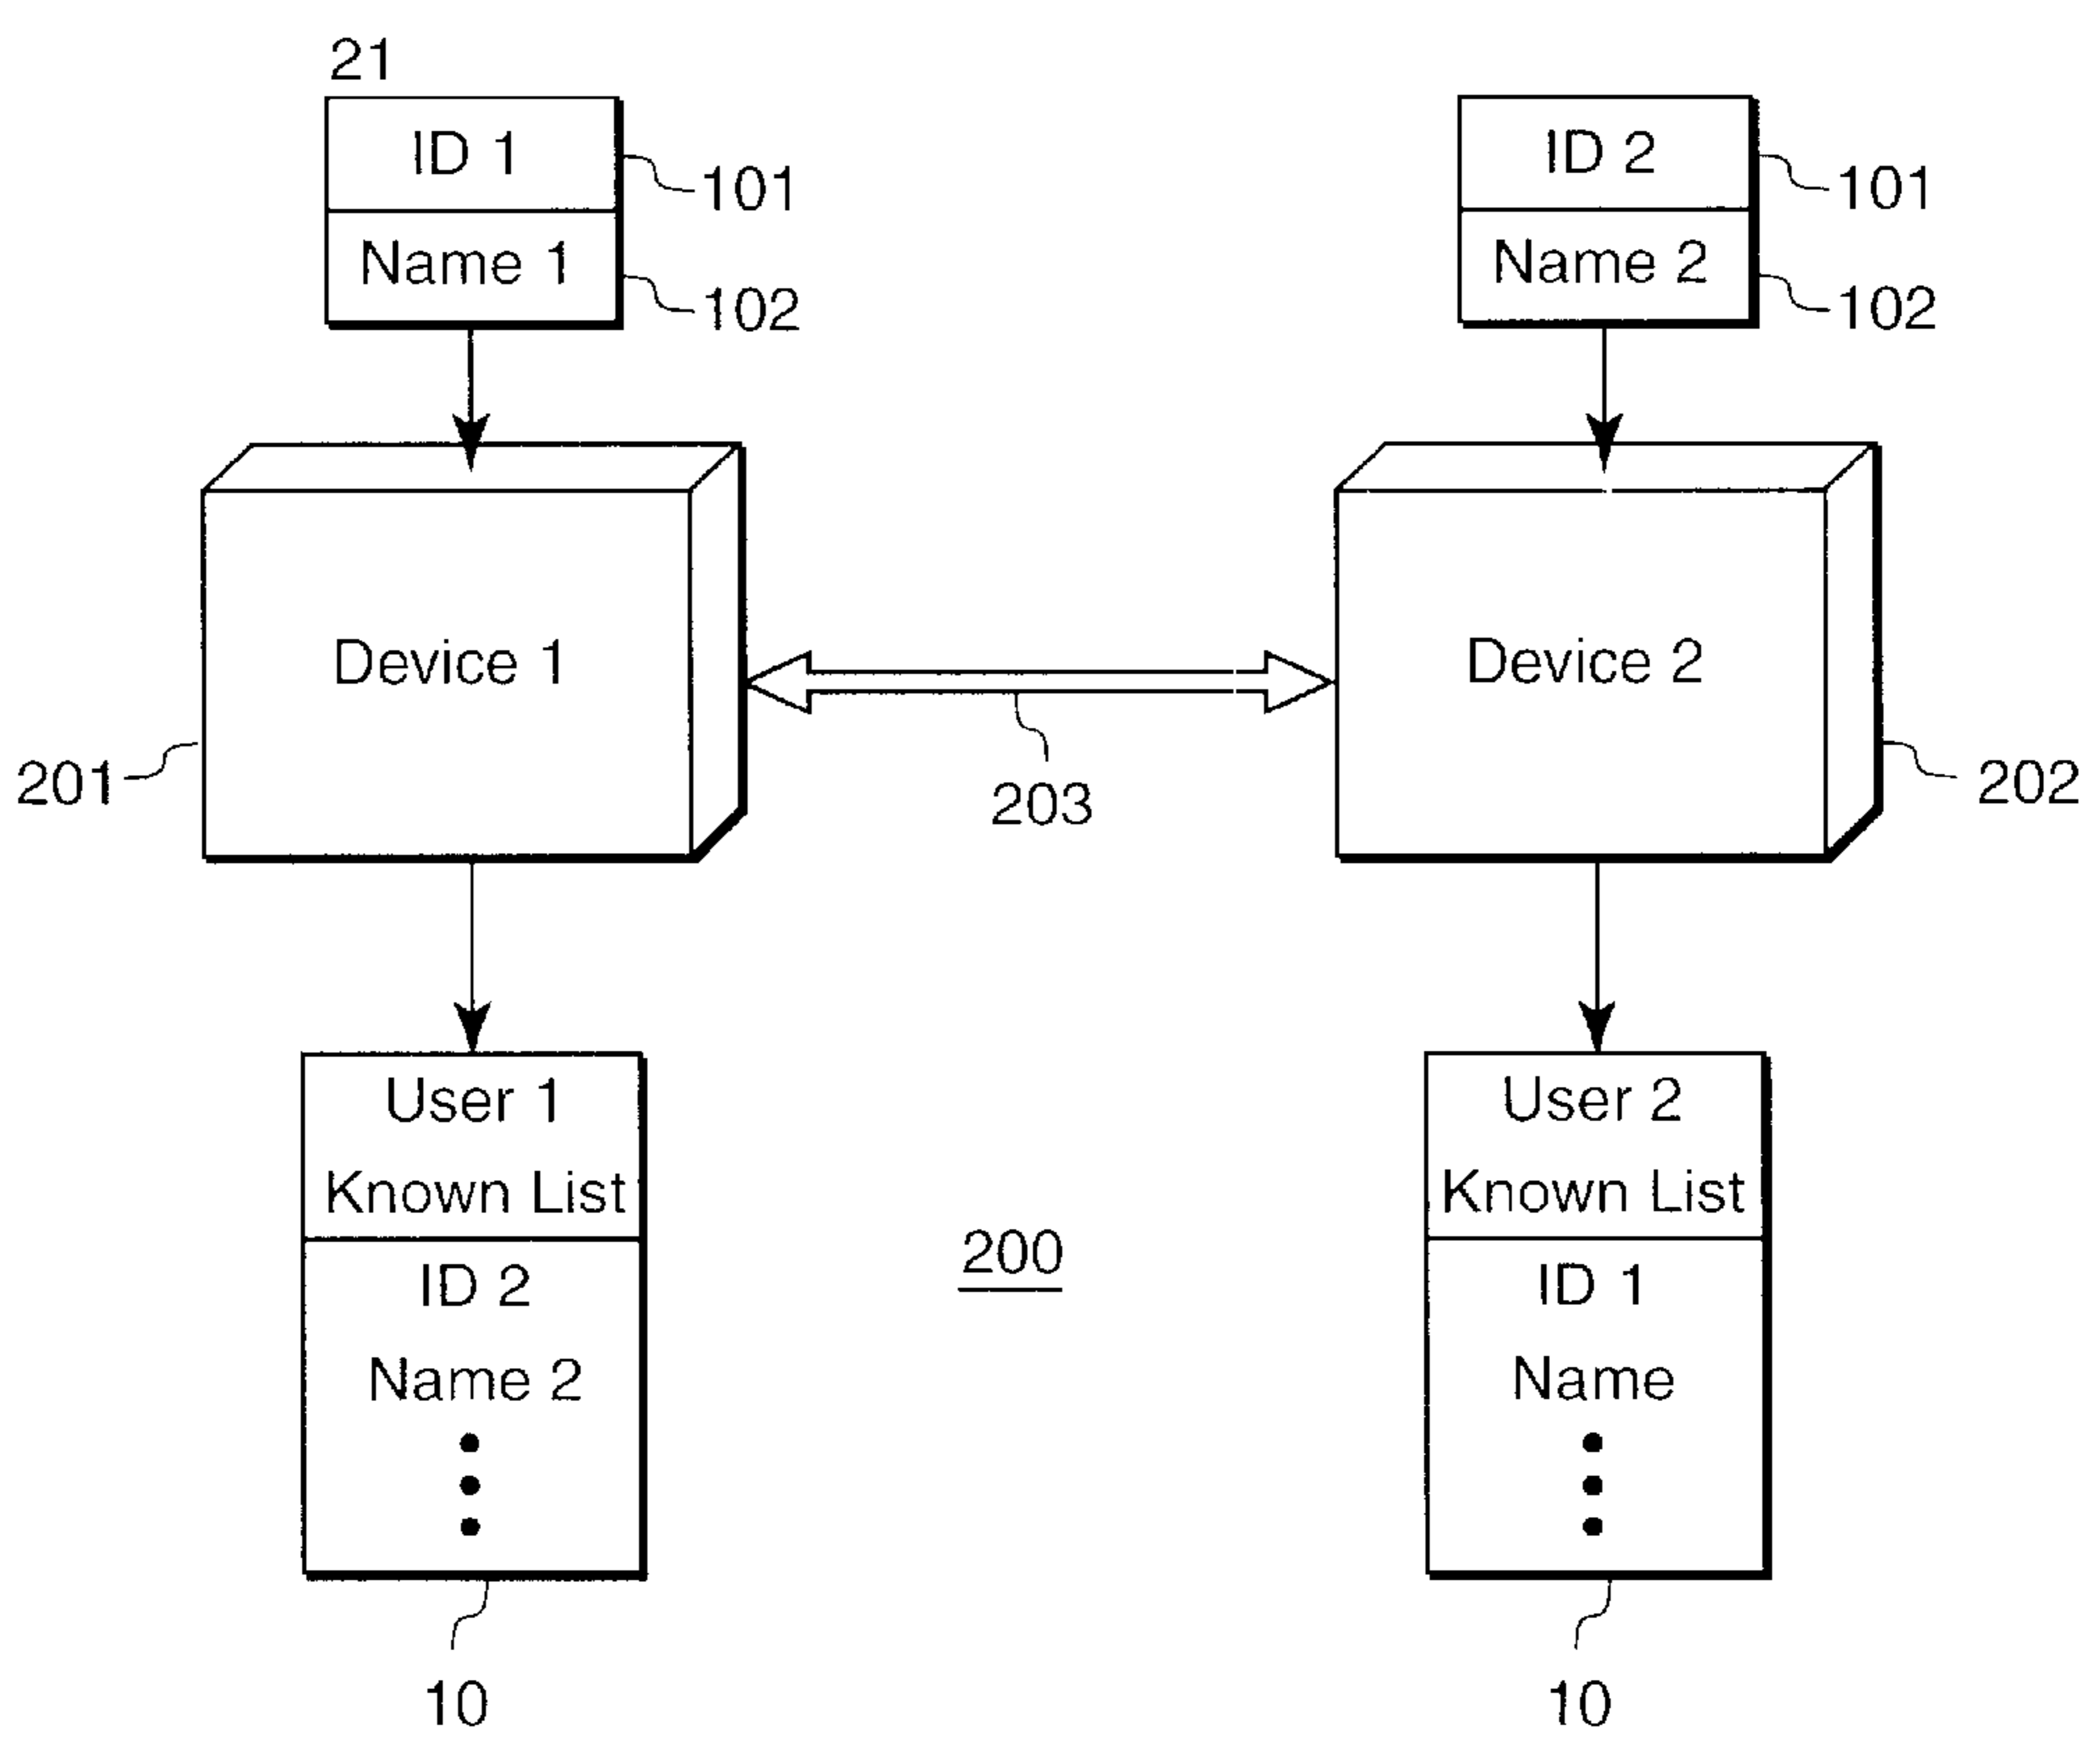 21
ID 1
101
Name 1
102
ID 2
101
Name 2
102
Device 1
201
203
Device 2
202
User 1
Known List
ID 2
Name 2
10
200
User 2
Known List
ID 1
Name
10